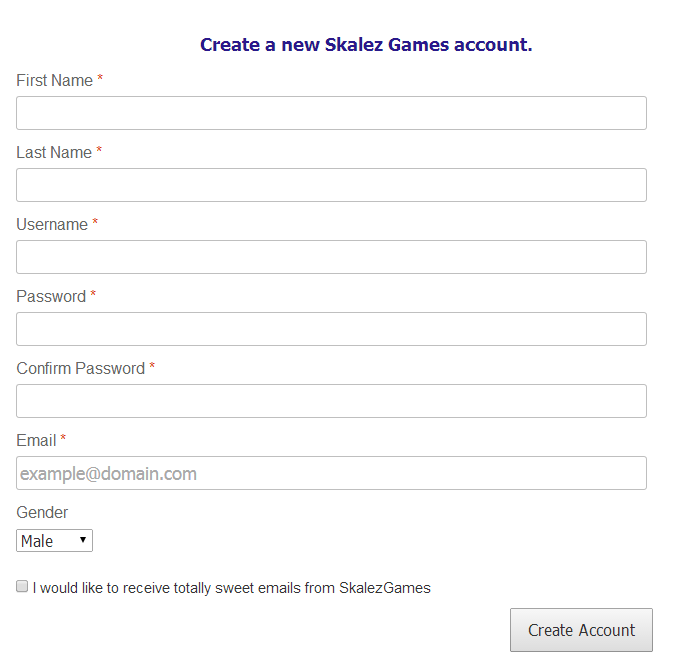 Create a new Skalez Games account.
First Name *
Last Name *
Username *
Password *
Confirm Password *
Email *
example@domain.com
Gender
Male
I would like to receive totally sweet emails from SkalezGames
Create Account